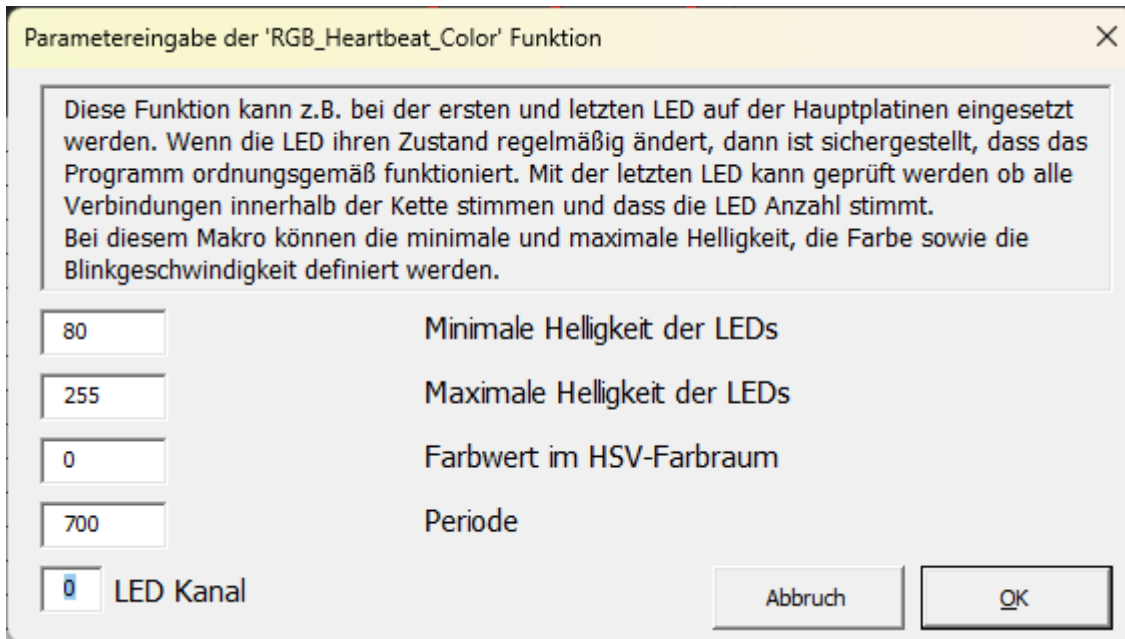 Parametereingabe der 'RGB_Heartbeat_Color' Funktion
Diese Funktion kann z.B. bei der ersten und letzten LED auf der Hauptplatinen eingesetzt
werden. Wenn die LED ihren Zustand regelmäßig ändert, dann ist sichergestellt, dass das
Programm ordnungsgemäß funktioniert. Mit der letzten LED kann geprüft werden ob alle
Verbindungen innerhalb der Kette stimmen und dass die LED Anzahl stimmt.
Bei diesem Makro können die minimale und maximale Helligkeit, die Farbe sowie die
Blinkgeschwindigkeit definiert werden.
80 Minimale Helligkeit der LEDs
255 Maximale Helligkeit der LEDs
0 Farbwert im HSV-Farbraum
700 Periode
0 LED Kanal Abbruch OK